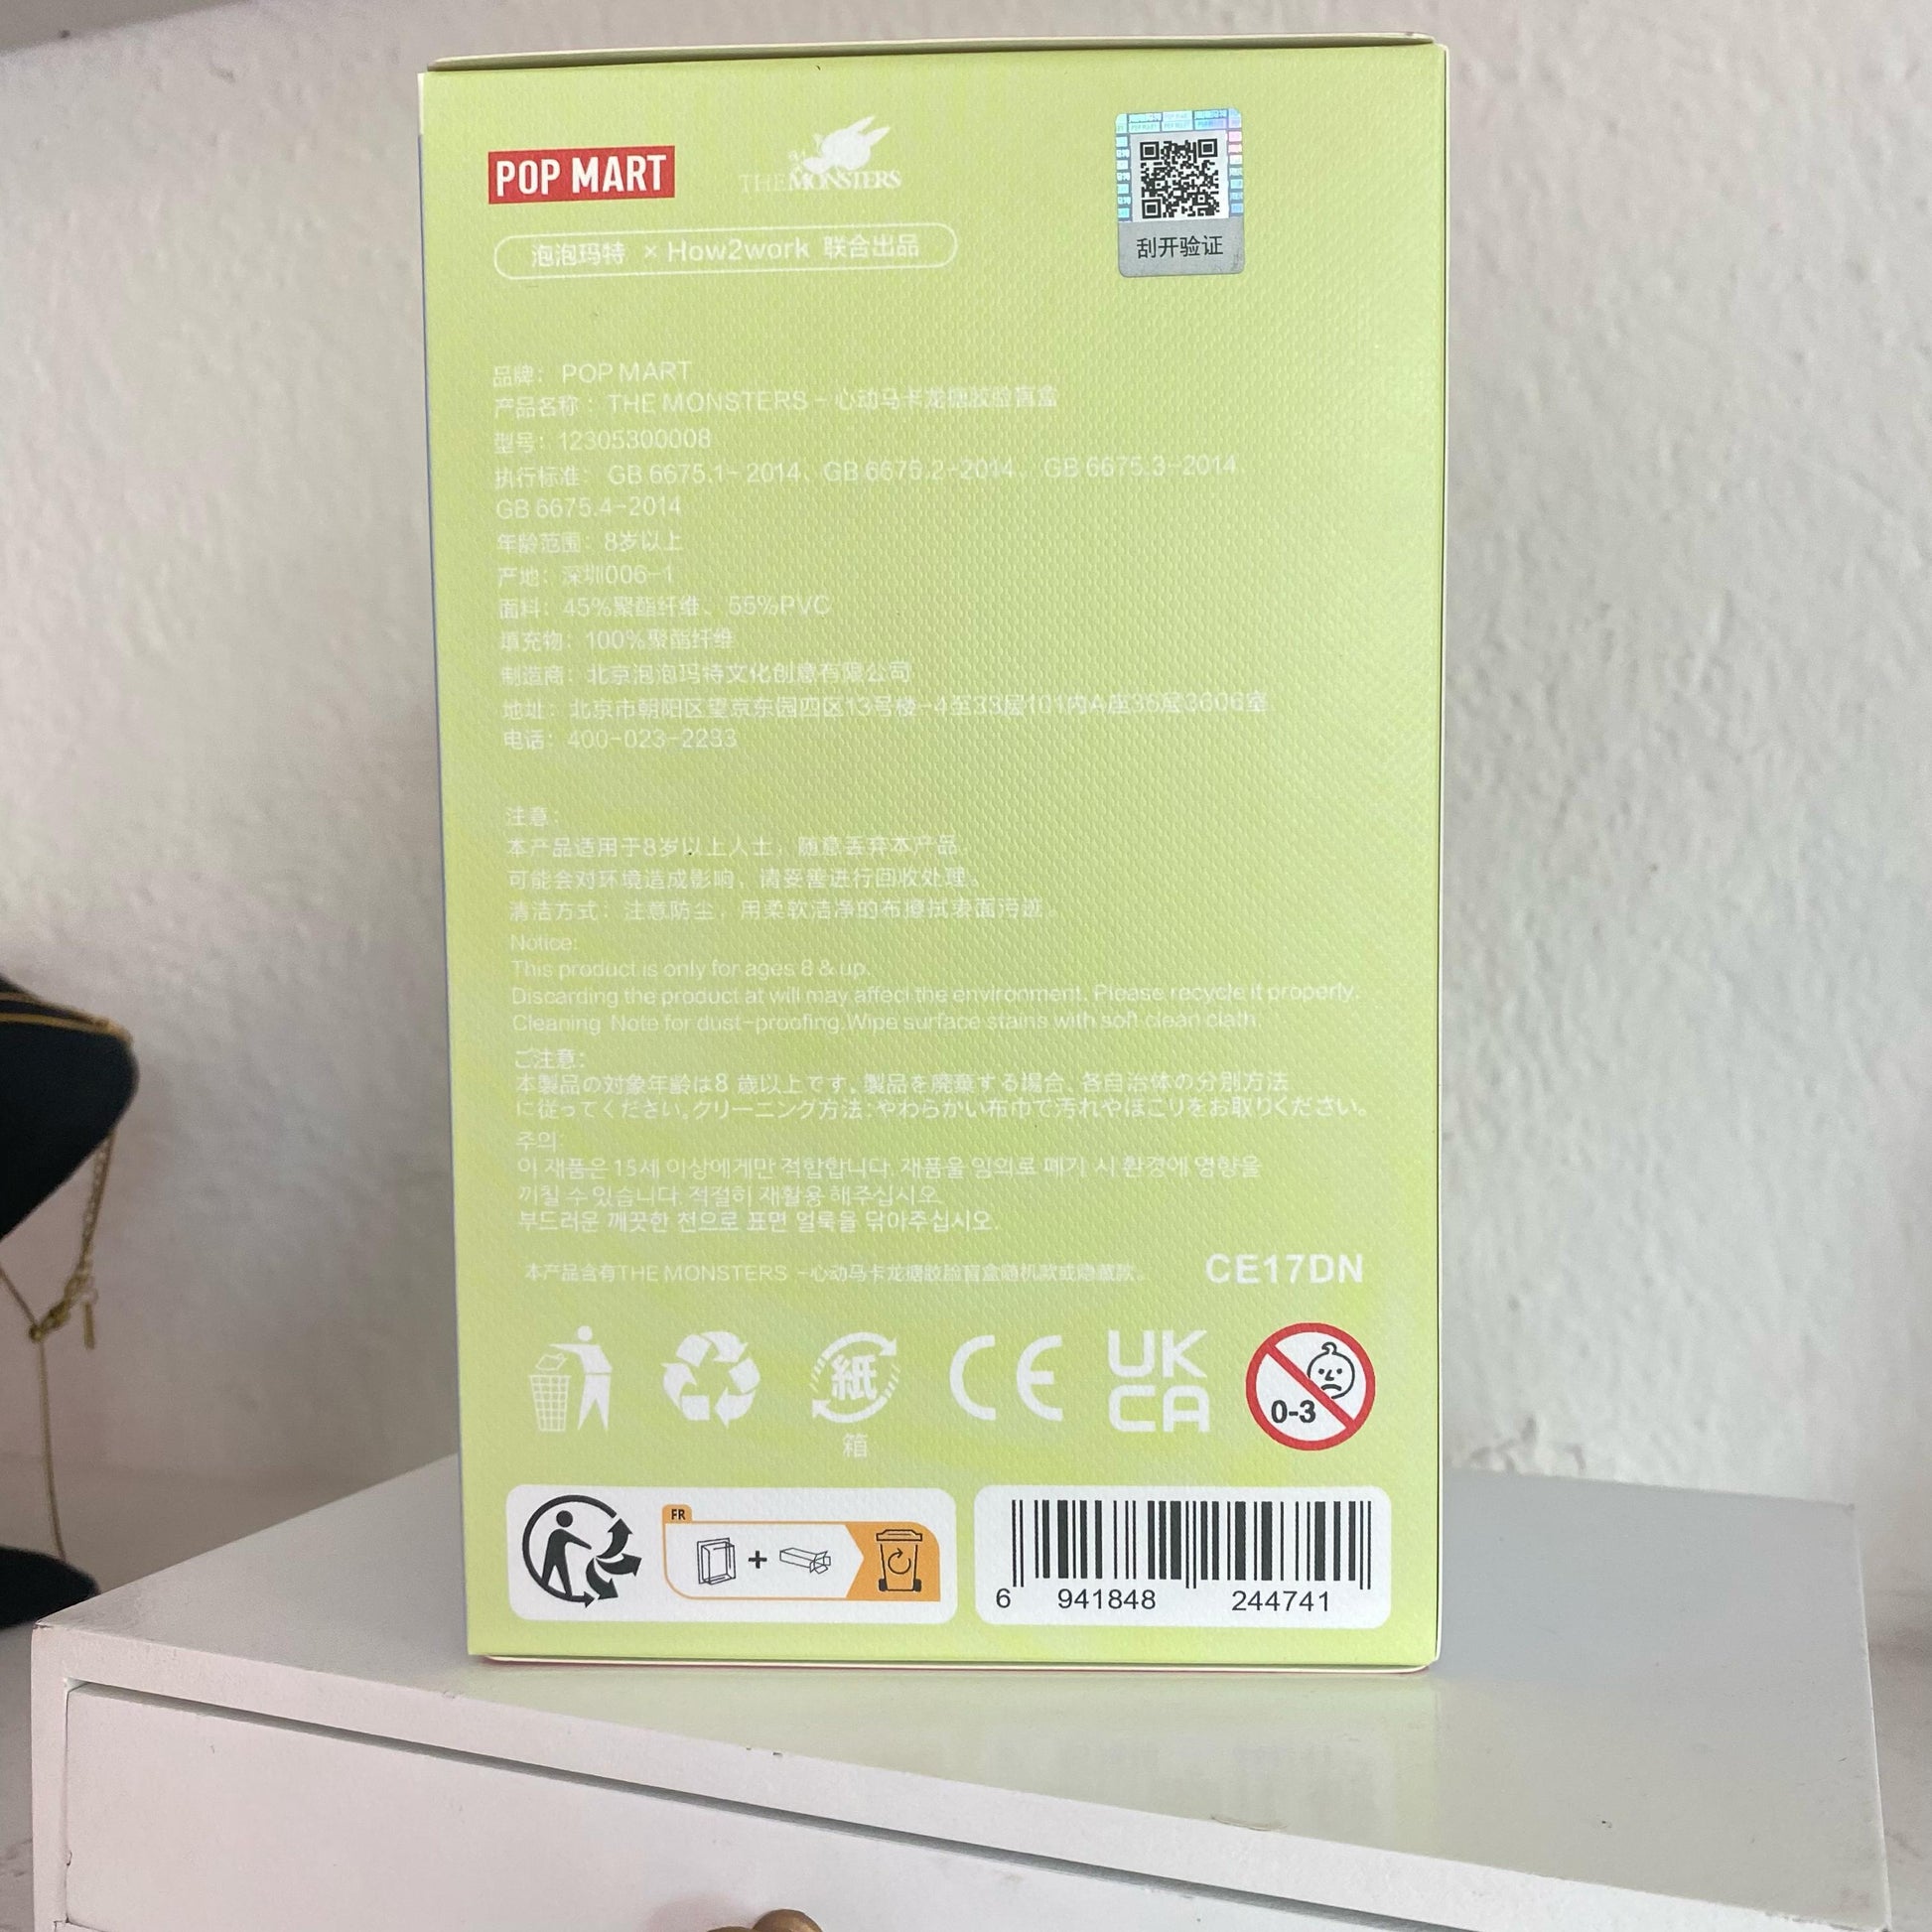 POP MART
THE MONSTERS
泡泡玛特 × How2work 联合出品
刮开验证
品牌：POP MART
产品名称：THE MONSTERS - 心动马卡龙搪胶脸盲盒
型号：12305300008
执行标准：GB 6675.1-2014、GB 6675.2-2014、GB 6675.3-2014
GB 6675.4-2014
年龄范围：8岁以上
产地：深圳006-1
面料：45%聚酯纤维、55%PVC
填充物：100%聚酯纤维
制造商：北京泡泡玛特文化创意有限公司
地址：北京市朝阳区望京东园四区13号楼-4至33层101内A座36层3606室
电话：400-023-2233
注意：
本产品适用于8岁以上人士，随意丢弃本产品，
可能会对环境造成影响，请妥善进行回收处理。
清洁方式：注意防尘，用柔软洁净的布擦拭表面污迹。
Notice:
This product is only for ages 8 & up.
Discarding the product at will may affect the environment. Please recycle it properly.
Cleaning Note for dust-proofing.Wipe surface stains with soft clean cloth.
ご注意:
本製品の対象年齢は8 歳以上です。製品を廃棄する場合、各自治体の分別方法
に従ってください。クリーニング方法:やわらかい布巾で汚れやほこりをお取りください。
주의:
이 재품은 15세 이상에게만 적합합니다. 재품을 임의로 폐기 시 환경에 영향을
끼칠 수 있습니다. 적절히 재활용 해주십시오.
부드러운 깨끗한 천으로 표면 얼룩을 닦아주십시오.
本产品含有THE MONSTERS -心动马卡龙搪胶脸盲盒随机款或隐藏款。
CE17DN
紙
箱
CE
UK
CA
0-3
FR
6 941848 244741